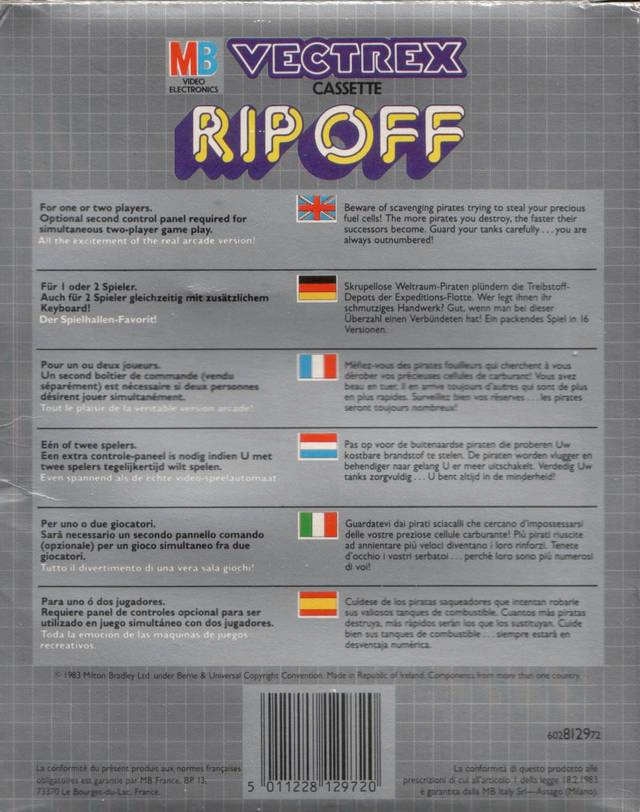 MB VECTREX
VIDEO
ELECTRONICS
CASSETTE
RIP OFF
For one or two players.
Optional second control panel required for
simultaneous two-player game play.
All the excitement of the real arcade version!
Beware of scavenging pirates trying to steal your precious
fuel cells! The more pirates you destroy, the faster their
successors become. Guard your tanks carefully . . . you are
always outnumbered!
Für 1 oder 2 Spieler.
Auch für 2 Spieler gleichzeitig mit zusätzlichem
Keyboard!
Der Spielhallen-Favorit!
Skrupellose Weltraum-Piraten plündern die Treibstoff-
Depots der Expeditions-Flotte. Wer legt ihnen ihr
schmutziges Handwerk? Gut, wenn man bei dieser
Überzahl einen Verbündeten hat! Ein packendes Spiel in 16
Versionen.
Pour un ou deux joueurs.
Un second boîtier de commande (vendu
séparément) est nécessaire si deux personnes
désirent jouer simultanément.
Tout le plaisir de la veritable version arcade!
Méfiez-vous des pirates fouilleurs qui cherchent à vous
dérober vos précieuses cellules de carburant! Vous avez
beau en tuer, il en arrive toujours d'autres qui sont de plus
en plus rapides. Surveillez bien vos réserves . . . les pirates
seront toujours nombreux!
Eén of twee spelers.
Een extra controle-paneel is nodig indien U met
twee spelers tegelijkertijd wilt spelen.
Even spannend als de echte video-speelautomaat.
Pas op voor de buitenaardse piraten die proberen Uw
kostbare brandstof te stelen. De piraten worden vlugger en
behendiger naar gelang U er meer uitschakelt. Verdedig Uw
tanks zorgvuldig . . . U bent altijd in de minderheid!
Per uno o due giocatori.
Sarà necessario un secondo pannello comando
(opzionale) per un gioco simultaneo fra due
giocatori.
Tutto il divertimento di una vera sala giochi!
Guardatevi dai pirati sciacalli che cercano d'impossessarsi
delle vostre preziose cellule carburante! Più pirati riuscite
ad annientare più veloci diventano i loro rinforzi. Tenete
d'occhio i vostri serbatoi . . . perchè loro sono più numerosi
di voi!
Para uno ó dos jugadores.
Requiere panel de controles opcional para ser
utilizado en juego simultáneo con dos jugadores.
Toda la emoción de las máquinas de juegos
recreativos.
Cuídese de los piratas saqueadores que intentan robarle
sus valiosos tanques de combustible. Cuantos más piratas
destruya, más rápidos serán los que los sustituyan. Cuide
bien sus tanques de combustible . . . siempre estará en
desventaja numérica.
© 1983 Milton Bradley Ltd. under Berne & Universal Copyright Convention. Made in Republic of Ireland. Components from more than one country.
602812972
La conformité du présent produit aux normes françaises
obligatoires est garantie par MB France, BP 13,
73370 Le Bourget-du-Lac, France.
5 011228 129720
La conformità di questo prodotto alle
prescrizioni di cui all'articolo 1 della legge 18.2.1983
è garantita dalla MB Italy Srl—Assago (Milano).